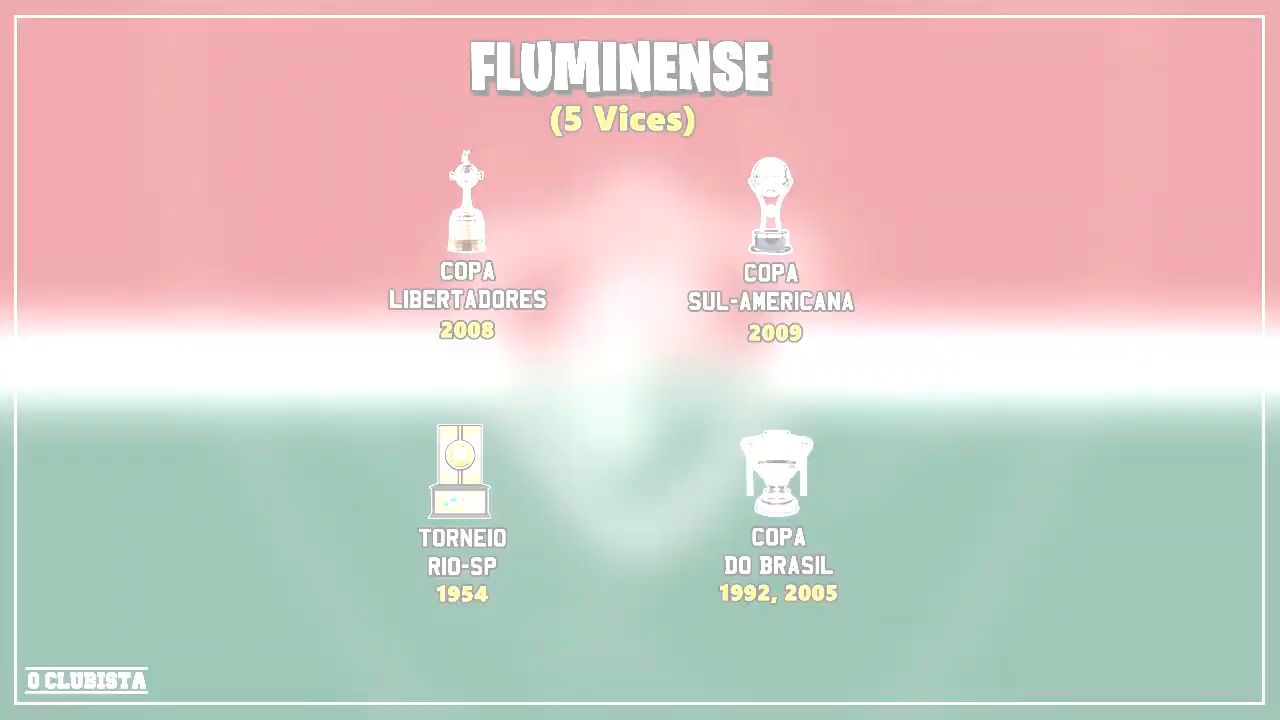 FLUMINENSE
(5 Vices)
COPA
LIBERTADORES
2008
COPA
SUL-AMERICANA
2009
TORNEIO
RIO-SP
1954
COPA
DO BRASIL
1992, 2005
O CLUBISTA